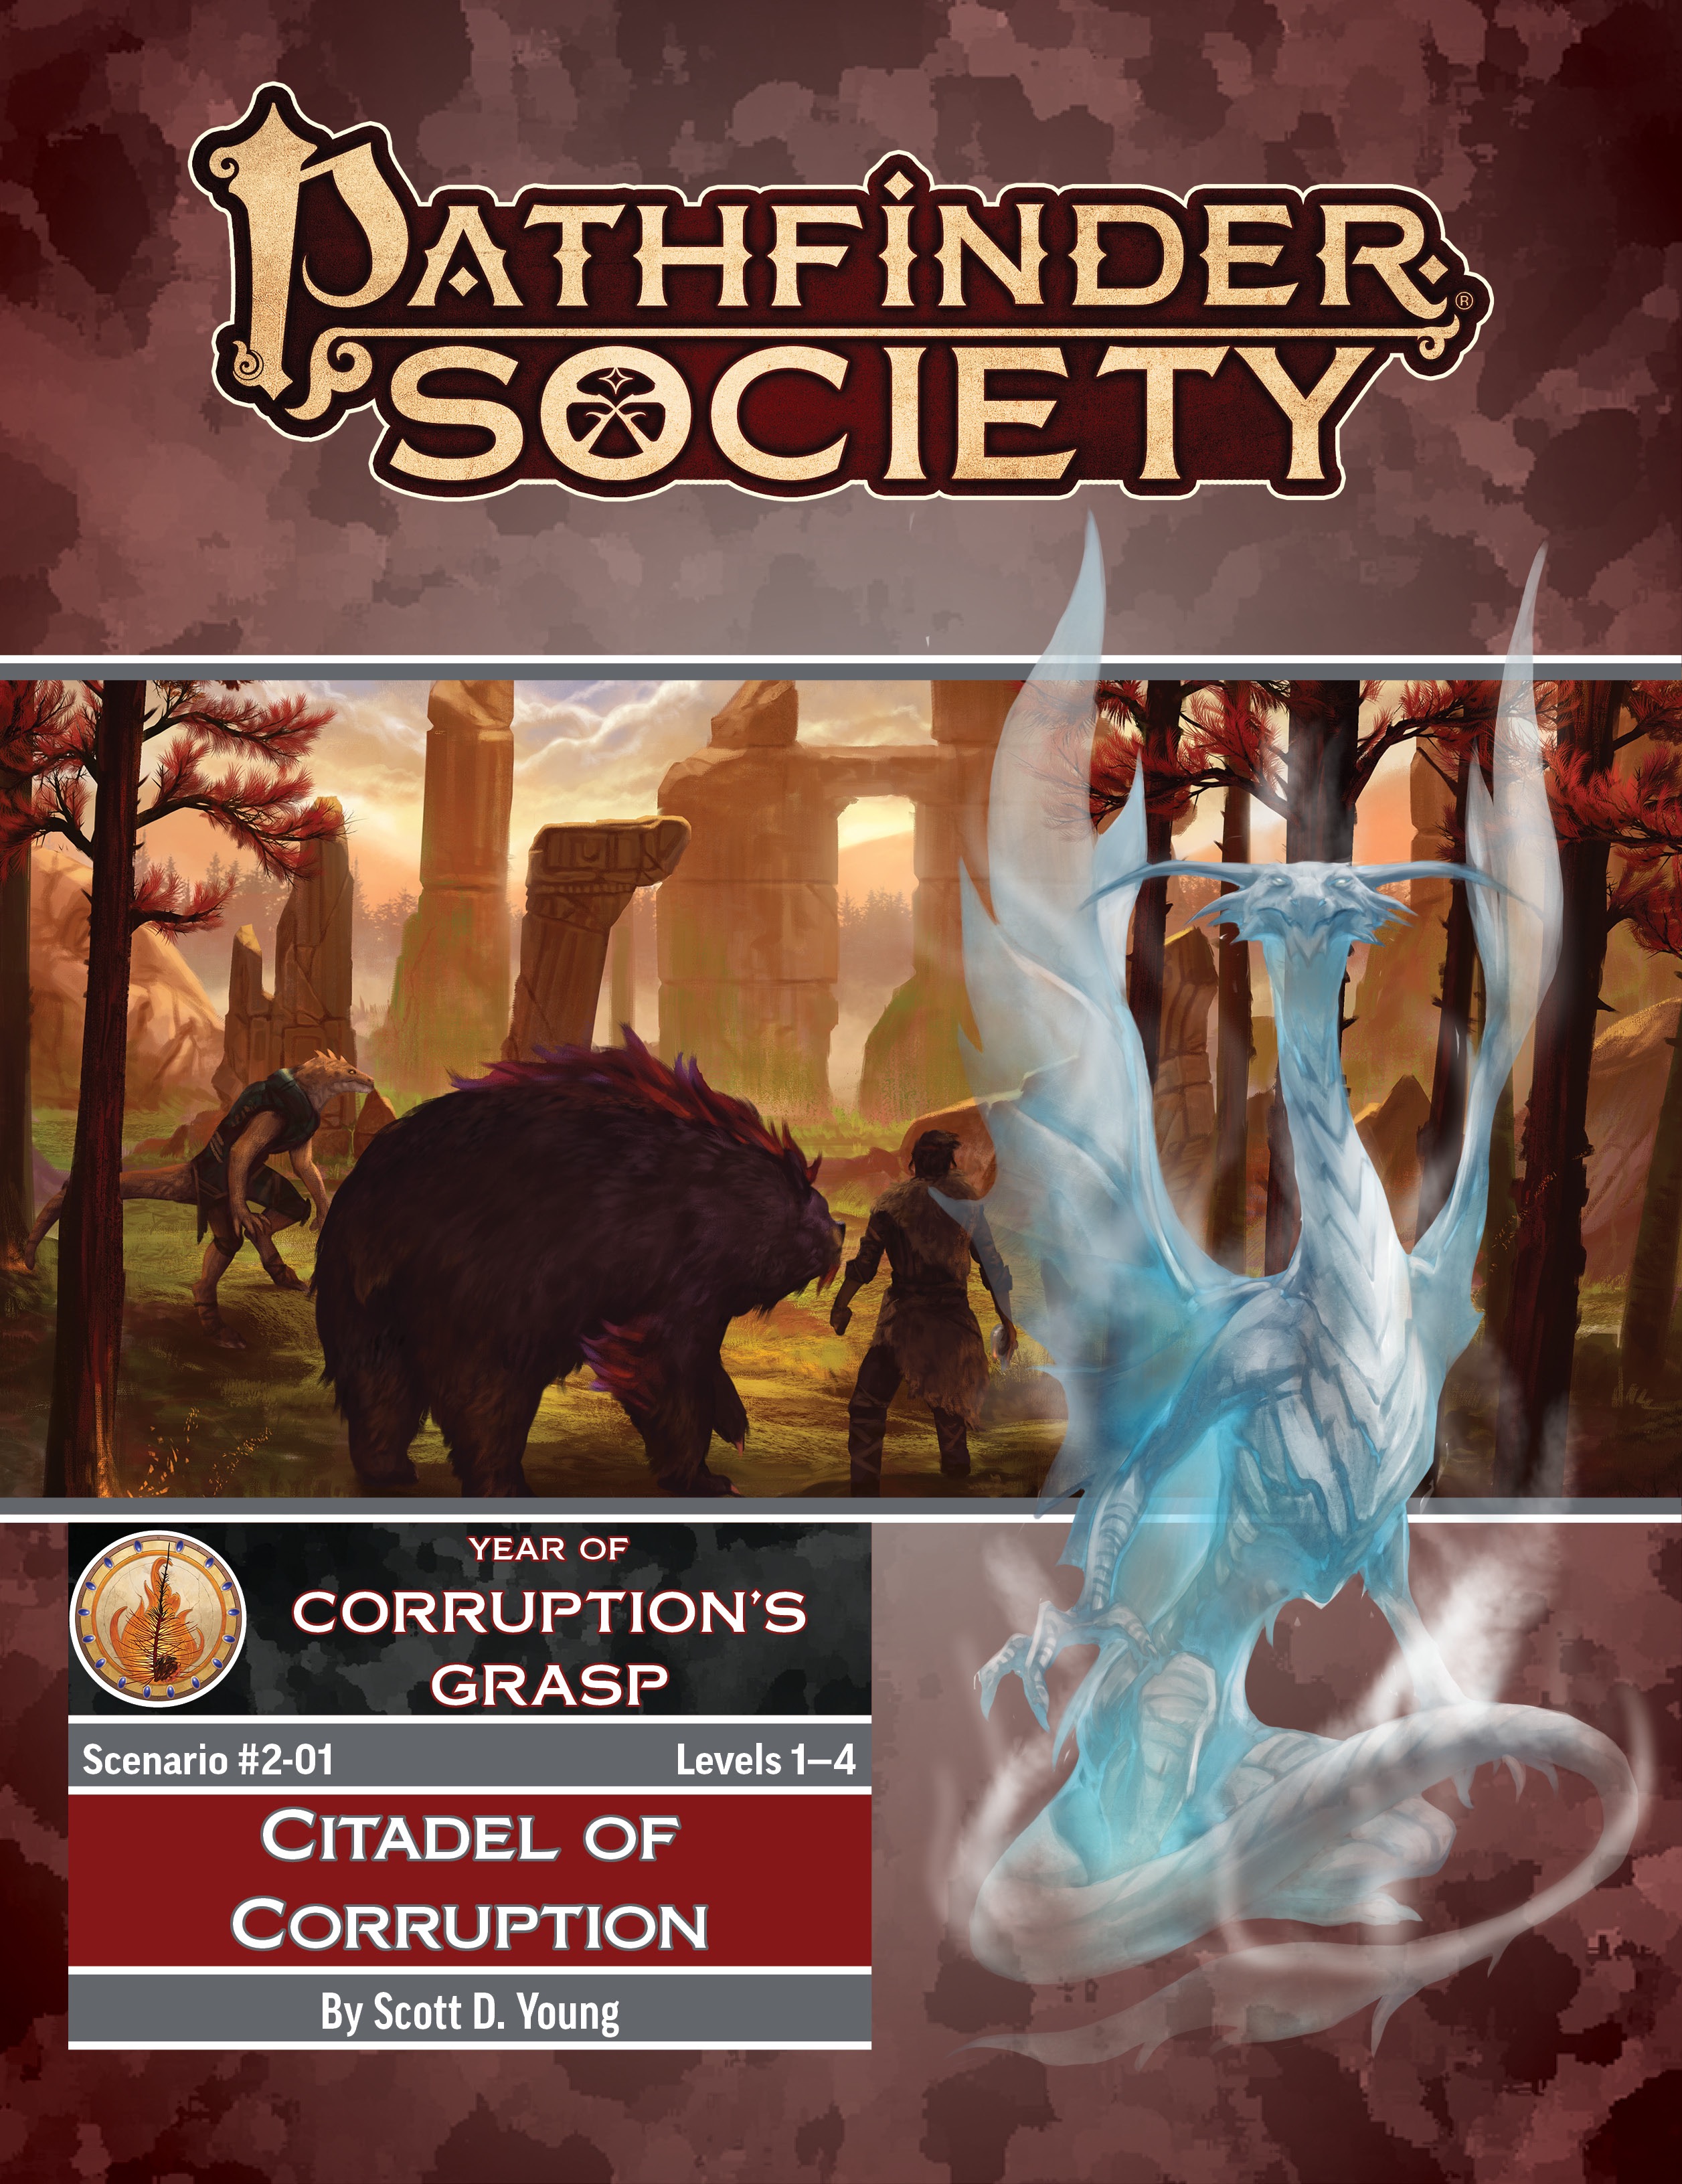 PATHFINDER®
SOCIETY
YEAR OF
CORRUPTION'S
GRASP
Scenario #2-01
Levels 1–4
CITADEL OF
CORRUPTION
By Scott D. Young